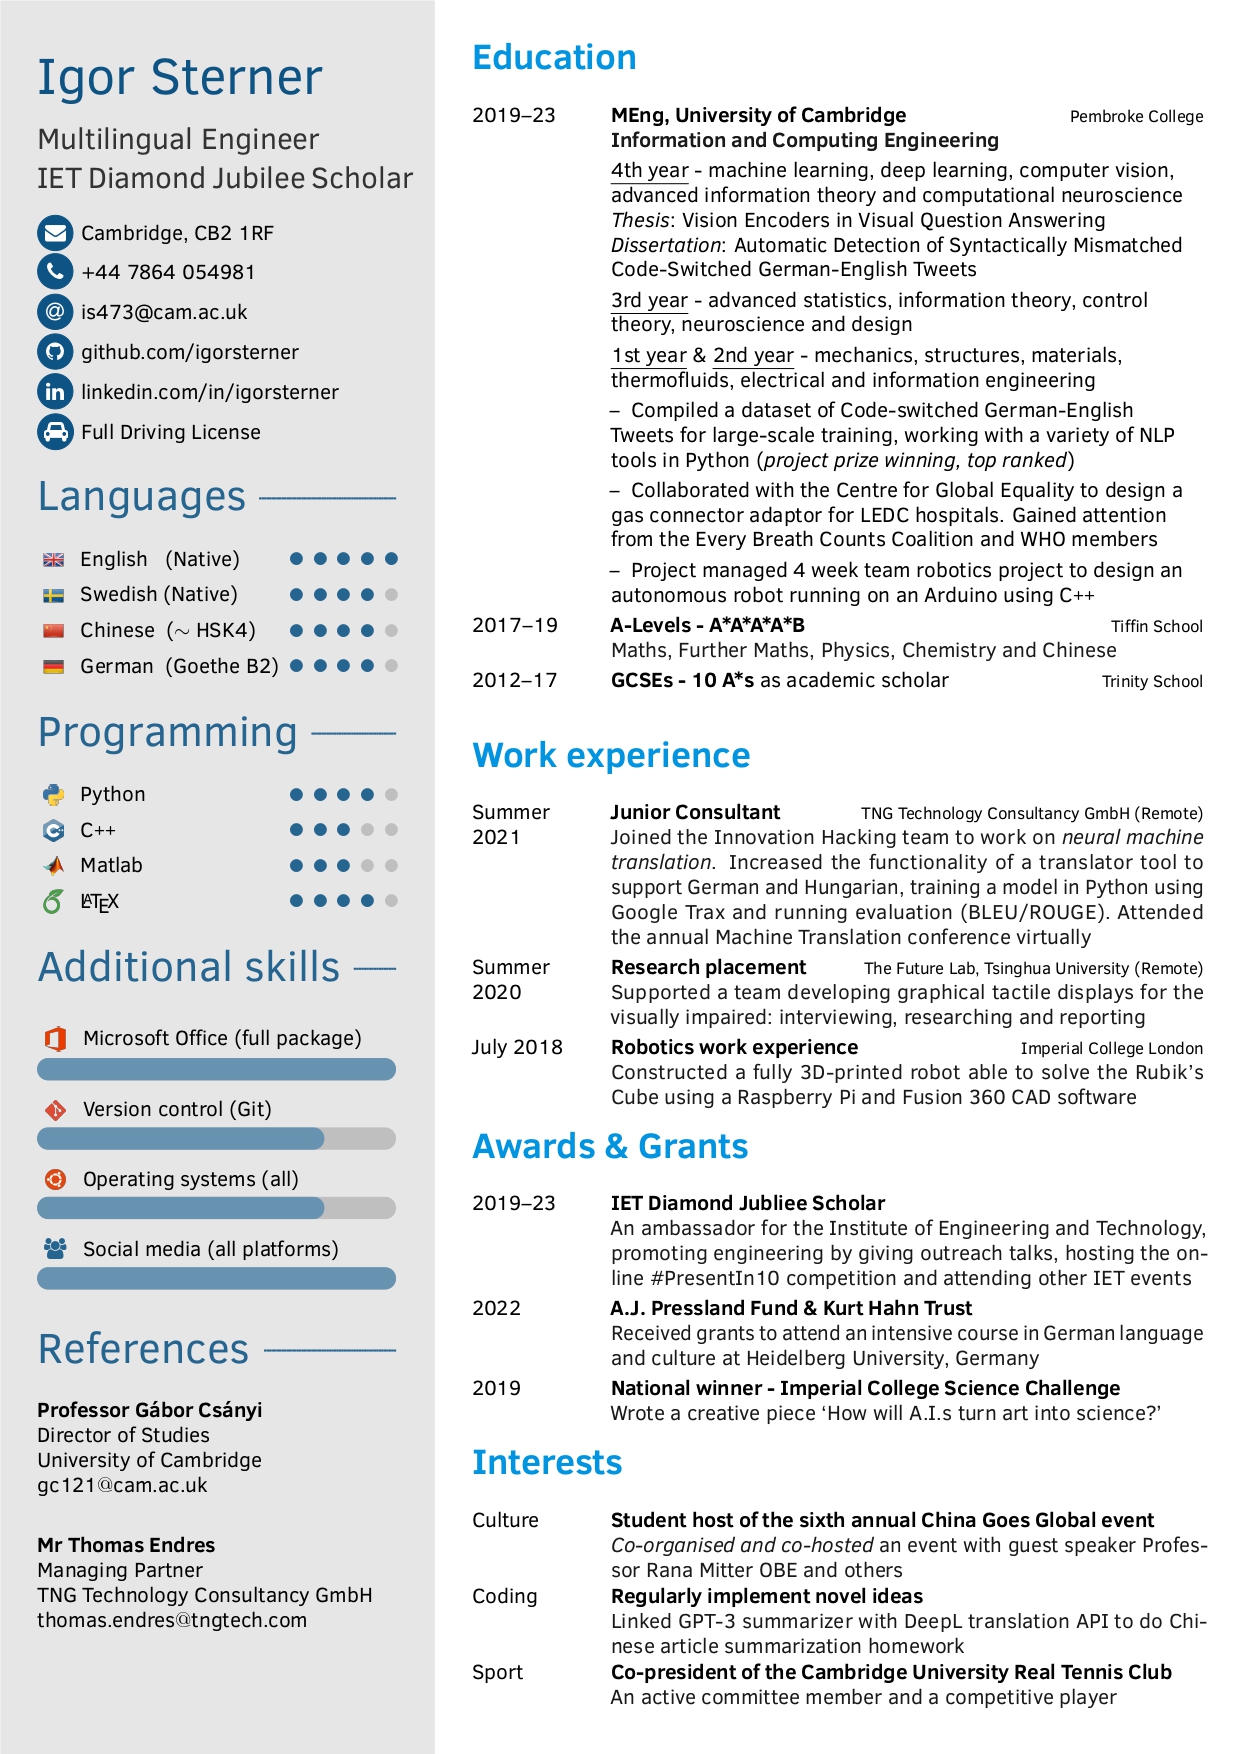 Igor Sterner
Multilingual Engineer
IET Diamond Jubilee Scholar
Cambridge, CB2 1RF
+44 7864 054981
is473@cam.ac.uk
github.com/igorsterner
linkedin.com/in/igorsterner
Full Driving License
Languages
English (Native)
Swedish (Native)
Chinese (~ HSK4)
German (Goethe B2)
Programming
Python
C++
Matlab
LATEX
Additional skills
Microsoft Office (full package)
Version control (Git)
Operating systems (all)
Social media (all platforms)
References
Professor Gábor Csányi
Director of Studies
University of Cambridge
gc121@cam.ac.uk
Mr Thomas Endres
Managing Partner
TNG Technology Consultancy GmbH
thomas.endres@tngtech.com
Education
2019–23 MEng, University of Cambridge Pembroke College
Information and Computing Engineering
4th year - machine learning, deep learning, computer vision,
advanced information theory and computational neuroscience
Thesis: Vision Encoders in Visual Question Answering
Dissertation: Automatic Detection of Syntactically Mismatched
Code-Switched German-English Tweets
3rd year - advanced statistics, information theory, control
theory, neuroscience and design
1st year & 2nd year - mechanics, structures, materials,
thermofluids, electrical and information engineering
– Compiled a dataset of Code-switched German-English
Tweets for large-scale training, working with a variety of NLP
tools in Python (project prize winning, top ranked)
– Collaborated with the Centre for Global Equality to design a
gas connector adaptor for LEDC hospitals. Gained attention
from the Every Breath Counts Coalition and WHO members
– Project managed 4 week team robotics project to design an
autonomous robot running on an Arduino using C++
2017–19 A-Levels - A*A*A*A*B Tiffin School
Maths, Further Maths, Physics, Chemistry and Chinese
2012–17 GCSEs - 10 A*s as academic scholar Trinity School
Work experience
Summer Junior Consultant TNG Technology Consultancy GmbH (Remote)
2021 Joined the Innovation Hacking team to work on neural machine
translation. Increased the functionality of a translator tool to
support German and Hungarian, training a model in Python using
Google Trax and running evaluation (BLEU/ROUGE). Attended
the annual Machine Translation conference virtually
Summer Research placement The Future Lab, Tsinghua University (Remote)
2020 Supported a team developing graphical tactile displays for the
visually impaired: interviewing, researching and reporting
July 2018 Robotics work experience Imperial College London
Constructed a fully 3D-printed robot able to solve the Rubik's
Cube using a Raspberry Pi and Fusion 360 CAD software
Awards & Grants
2019–23 IET Diamond Jubliee Scholar
An ambassador for the Institute of Engineering and Technology,
promoting engineering by giving outreach talks, hosting the on-
line #PresentIn10 competition and attending other IET events
2022 A.J. Pressland Fund & Kurt Hahn Trust
Received grants to attend an intensive course in German language
and culture at Heidelberg University, Germany
2019 National winner - Imperial College Science Challenge
Wrote a creative piece ‘How will A.I.s turn art into science?’
Interests
Culture Student host of the sixth annual China Goes Global event
Co-organised and co-hosted an event with guest speaker Profes-
sor Rana Mitter OBE and others
Coding Regularly implement novel ideas
Linked GPT-3 summarizer with DeepL translation API to do Chi-
nese article summarization homework
Sport Co-president of the Cambridge University Real Tennis Club
An active committee member and a competitive player